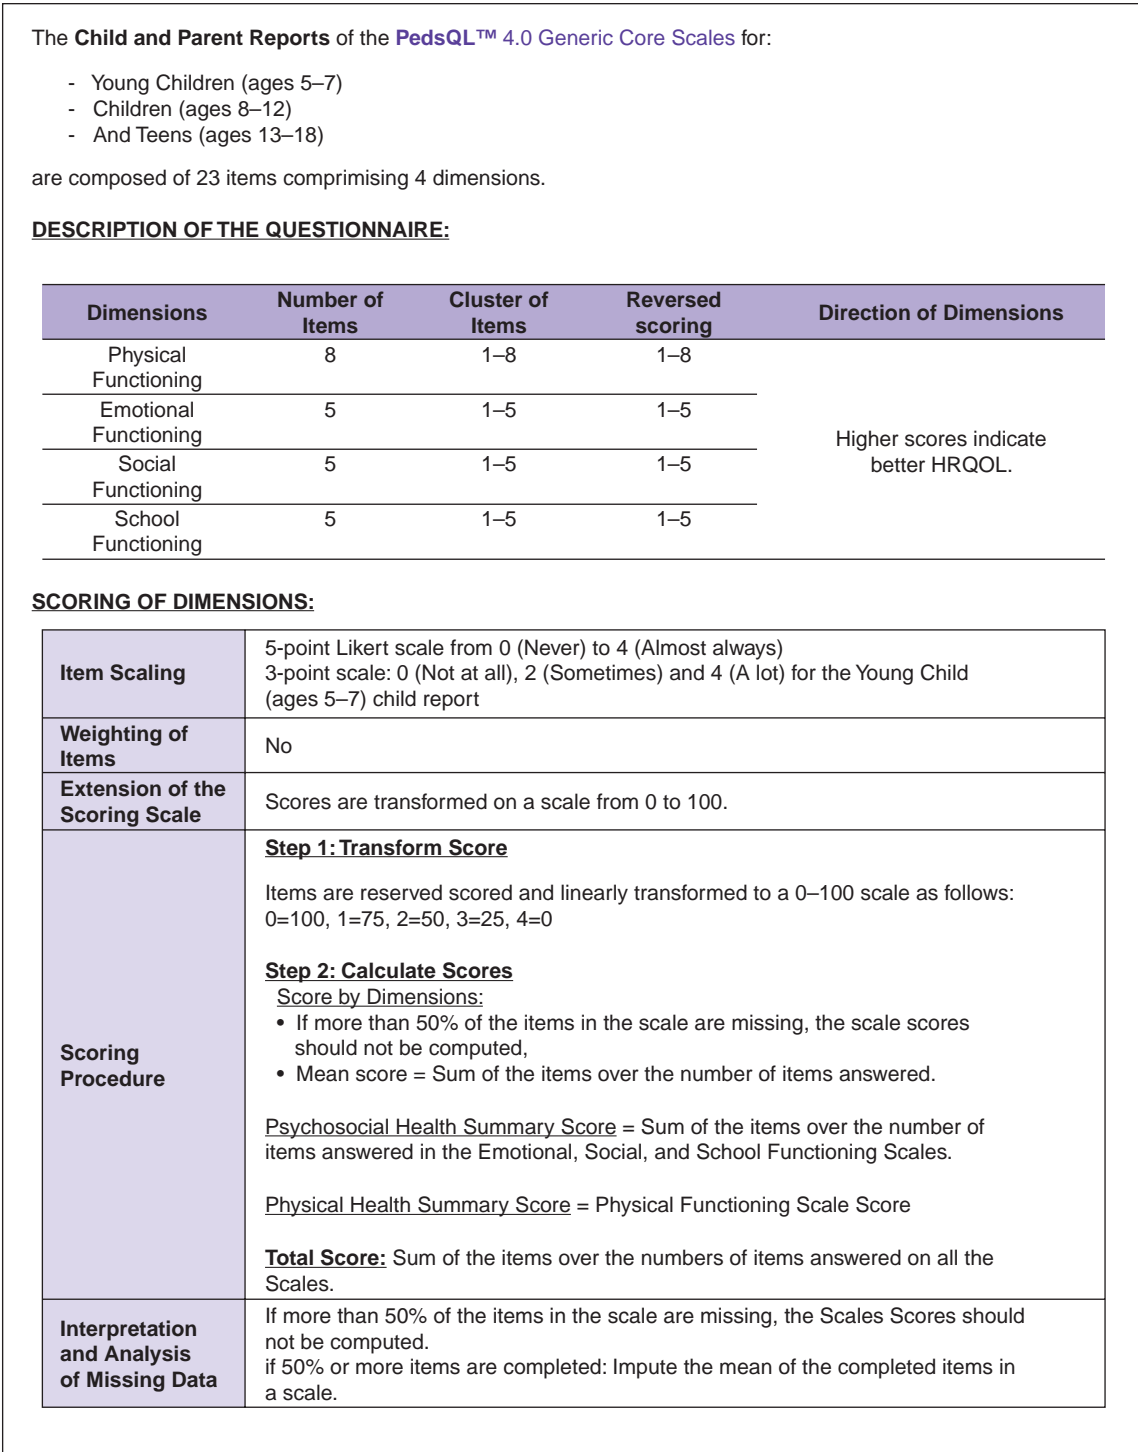 The Child and Parent Reports of the PedsQL™ 4.0 Generic Core Scales for:
- Young Children (ages 5–7)
- Children (ages 8–12)
- And Teens (ages 13–18)
are composed of 23 items comprimising 4 dimensions.
DESCRIPTION OF THE QUESTIONNAIRE:
Dimensions Number of Items Cluster of Items Reversed scoring Direction of Dimensions
Physical Functioning 8 1–8 1–8
Emotional Functioning 5 1–5 1–5
Social Functioning 5 1–5 1–5
School Functioning 5 1–5 1–5
Higher scores indicate
better HRQOL.
SCORING OF DIMENSIONS:
Item Scaling
5-point Likert scale from 0 (Never) to 4 (Almost always)
3-point scale: 0 (Not at all), 2 (Sometimes) and 4 (A lot) for the Young Child
(ages 5–7) child report
Weighting of
Items
No
Extension of the
Scoring Scale
Scores are transformed on a scale from 0 to 100.
Scoring
Procedure
Step 1: Transform Score
Items are reserved scored and linearly transformed to a 0–100 scale as follows:
0=100, 1=75, 2=50, 3=25, 4=0
Step 2: Calculate Scores
Score by Dimensions:
• If more than 50% of the items in the scale are missing, the scale scores
should not be computed,
• Mean score = Sum of the items over the number of items answered.
Psychosocial Health Summary Score = Sum of the items over the number of
items answered in the Emotional, Social, and School Functioning Scales.
Physical Health Summary Score = Physical Functioning Scale Score
Total Score: Sum of the items over the numbers of items answered on all the
Scales.
Interpretation
and Analysis
of Missing Data
If more than 50% of the items in the scale are missing, the Scales Scores should
not be computed.
if 50% or more items are completed: Impute the mean of the completed items in
a scale.